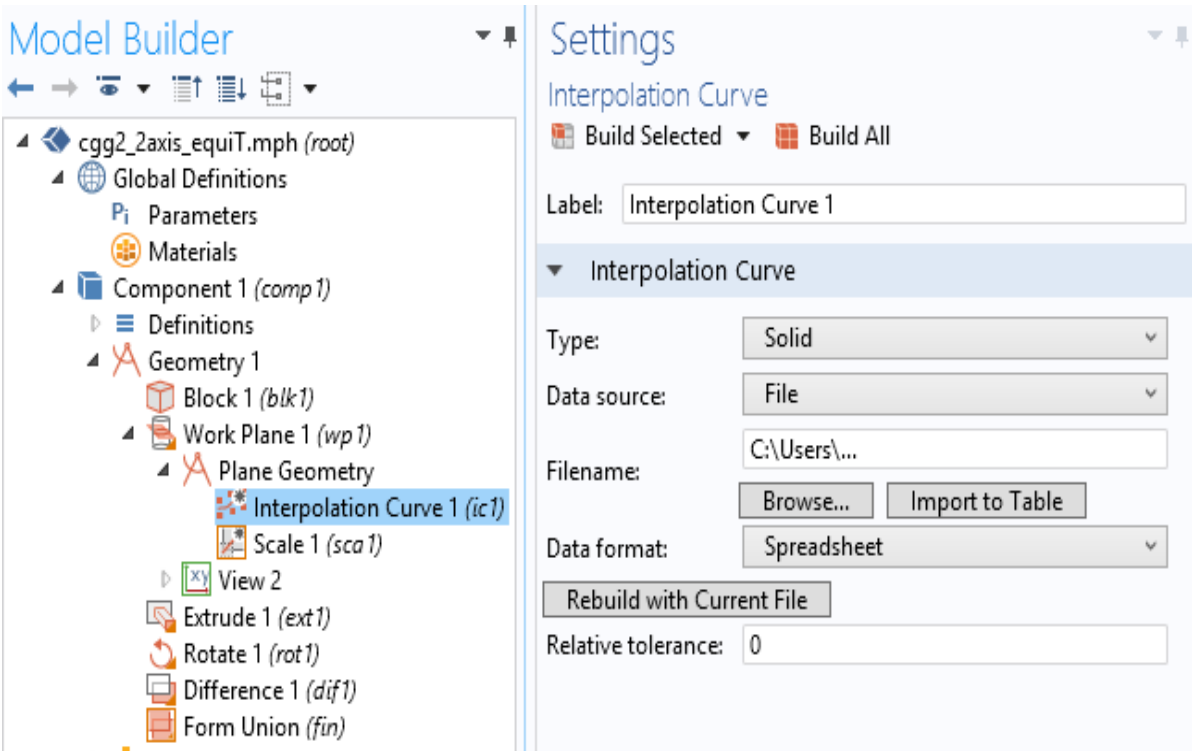 Model Builder
cgg2_2axis_equiT.mph (root)
Global Definitions
Pi Parameters
Materials
Component 1 (comp1)
Definitions
Geometry 1
Block 1 (blk1)
Work Plane 1 (wp1)
Plane Geometry
Interpolation Curve 1 (ic1)
Scale 1 (sca1)
xy View 2
Extrude 1 (ext1)
Rotate 1 (rot1)
Difference 1 (dif1)
Form Union (fin)
Settings
Interpolation Curve
Build Selected Build All
Label: Interpolation Curve 1
Interpolation Curve
Type: Solid
Data source: File
Filename: C:\Users\...
Browse... Import to Table
Data format: Spreadsheet
Rebuild with Current File
Relative tolerance: 0